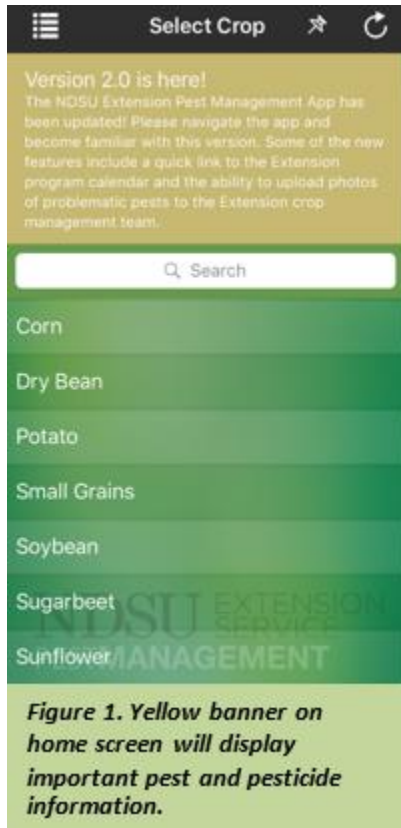 Select Crop
Version 2.0 is here!
The NDSU Extension Pest Management App has
been updated! Please navigate the app and
become familiar with this version. Some of the new
features include a quick link to the Extension
program calendar and the ability to upload photos
of problematic pests to the Extension crop
management team.
Search
Corn
Dry Bean
Potato
Small Grains
Soybean
Sugarbeet
NDSU EXTENSION
SERVICE
Sunflower
MANAGEMENT
Figure 1. Yellow banner on
home screen will display
important pest and pesticide
information.